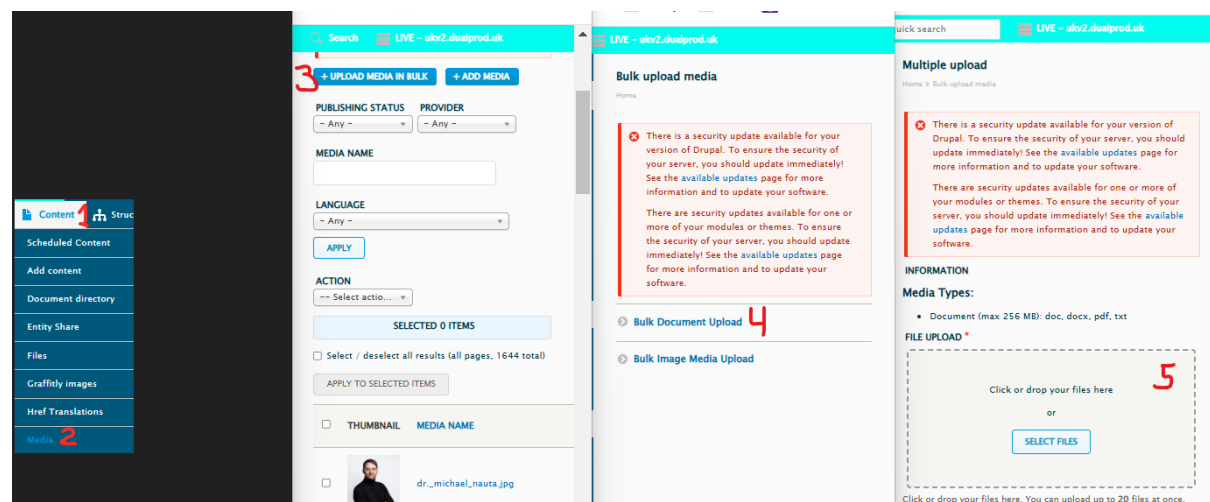 Content
1
Struc
Scheduled Content
Add content
Document directory
Entity Share
Files
Graffitly images
Href Translations
Media
2
Search
LIVE – ukv2.dualprod.uk
3
+ UPLOAD MEDIA IN BULK
+ ADD MEDIA
PUBLISHING STATUS
PROVIDER
- Any -
- Any -
MEDIA NAME
LANGUAGE
- Any -
APPLY
ACTION
-- Select actio...
SELECTED 0 ITEMS
Select / deselect all results (all pages, 1644 total)
APPLY TO SELECTED ITEMS
THUMBNAIL
MEDIA NAME
dr._michael_nauta.jpg
LIVE – ukv2.dualprod.uk
Bulk upload media
Home
There is a security update available for your
version of Drupal. To ensure the security of
your server, you should update immediately!
See the available updates page for more
information and to update your software.
There are security updates available for one or
more of your modules or themes. To ensure
the security of your server, you should update
immediately! See the available updates page
for more information and to update your
software.
Bulk Document Upload
4
Bulk Image Media Upload
uick search
LIVE – ukv2.dualprod.uk
Multiple upload
Home » Bulk upload media
There is a security update available for your version of
Drupal. To ensure the security of your server, you should
update immediately! See the available updates page for
more information and to update your software.
There are security updates available for one or more of
your modules or themes. To ensure the security of your
server, you should update immediately! See the available
updates page for more information and to update your
software.
INFORMATION
Media Types:
• Document (max 256 MB): doc, docx, pdf, txt
FILE UPLOAD *
5
Click or drop your files here
or
SELECT FILES
Click or drop your files here. You can upload up to 20 files at once.